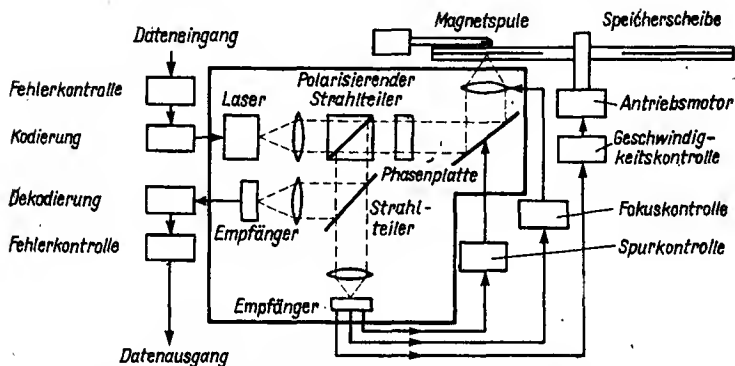 Dateneingang
Fehlerkontrolle
Kodierung
Dekodierung
Fehlerkontrolle
Datenausgang
Laser
Polarisierender
Strahlteiler
Phasenplatte
Empfänger
Strahl-
teiler
Empfänger
Magnetspule
Speicherscheibe
Antriebsmotor
Geschwindig-
keitskontrolle
Fokuskontrolle
Spurkontrolle